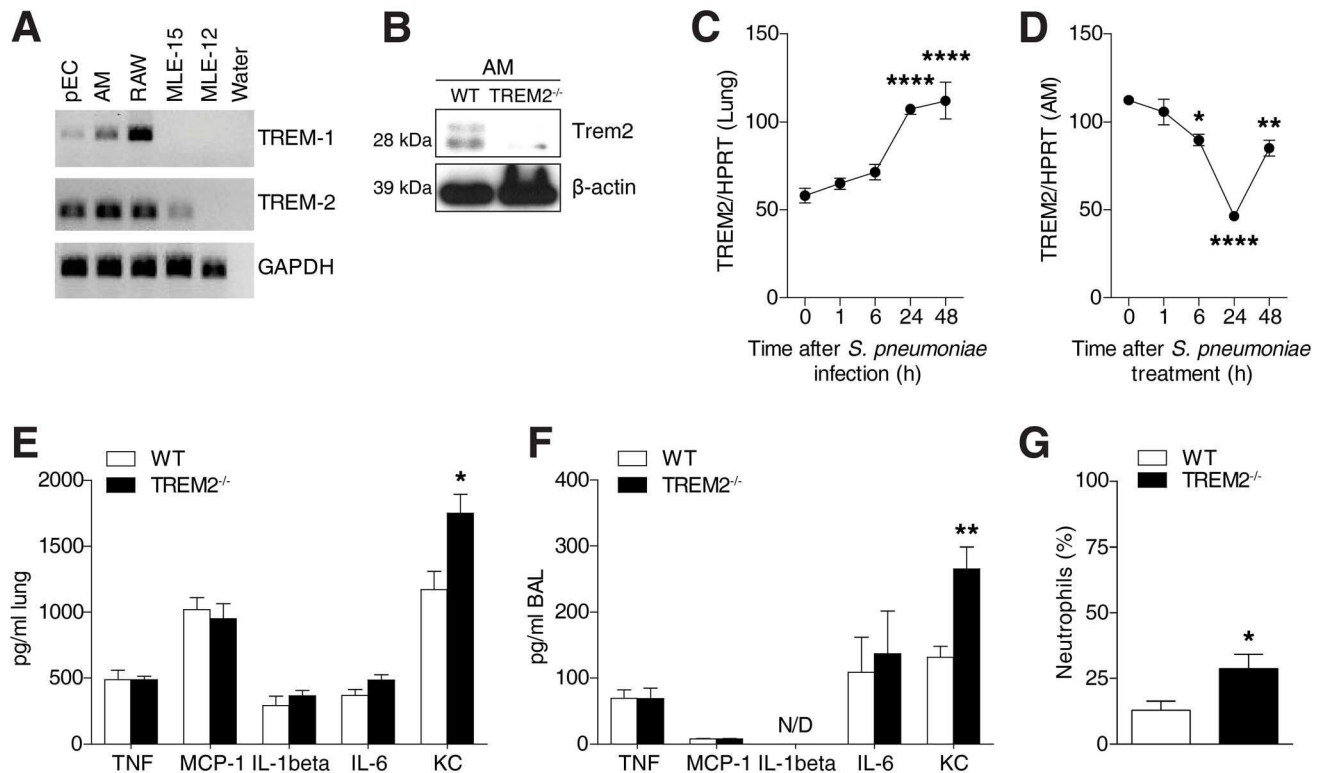 A
pEC
AM
RAW
MLE-15
MLE-12
Water
TREM-1
TREM-2
GAPDH
B
AM
WT TREM2-/-
28 kDa
Trem2
39 kDa
β-actin
C
TREM2/HPRT (Lung)
150
100
50
0
****
****
0 1 6 24 48
Time after S. pneumoniae
infection (h)
D
TREM2/HPRT (AM)
150
100
50
0
*
****
**
0 1 6 24 48
Time after S. pneumoniae
treatment (h)
E
WT
TREM2-/-
pg/ml lung
2000
1500
1000
500
0
*
TNF MCP-1 IL-1beta IL-6 KC
F
WT
TREM2-/-
pg/ml BAL
400
300
200
100
0
N/D
**
TNF MCP-1 IL-1beta IL-6 KC
G
WT
TREM2-/-
Neutrophils (%)
100
75
50
25
0
*